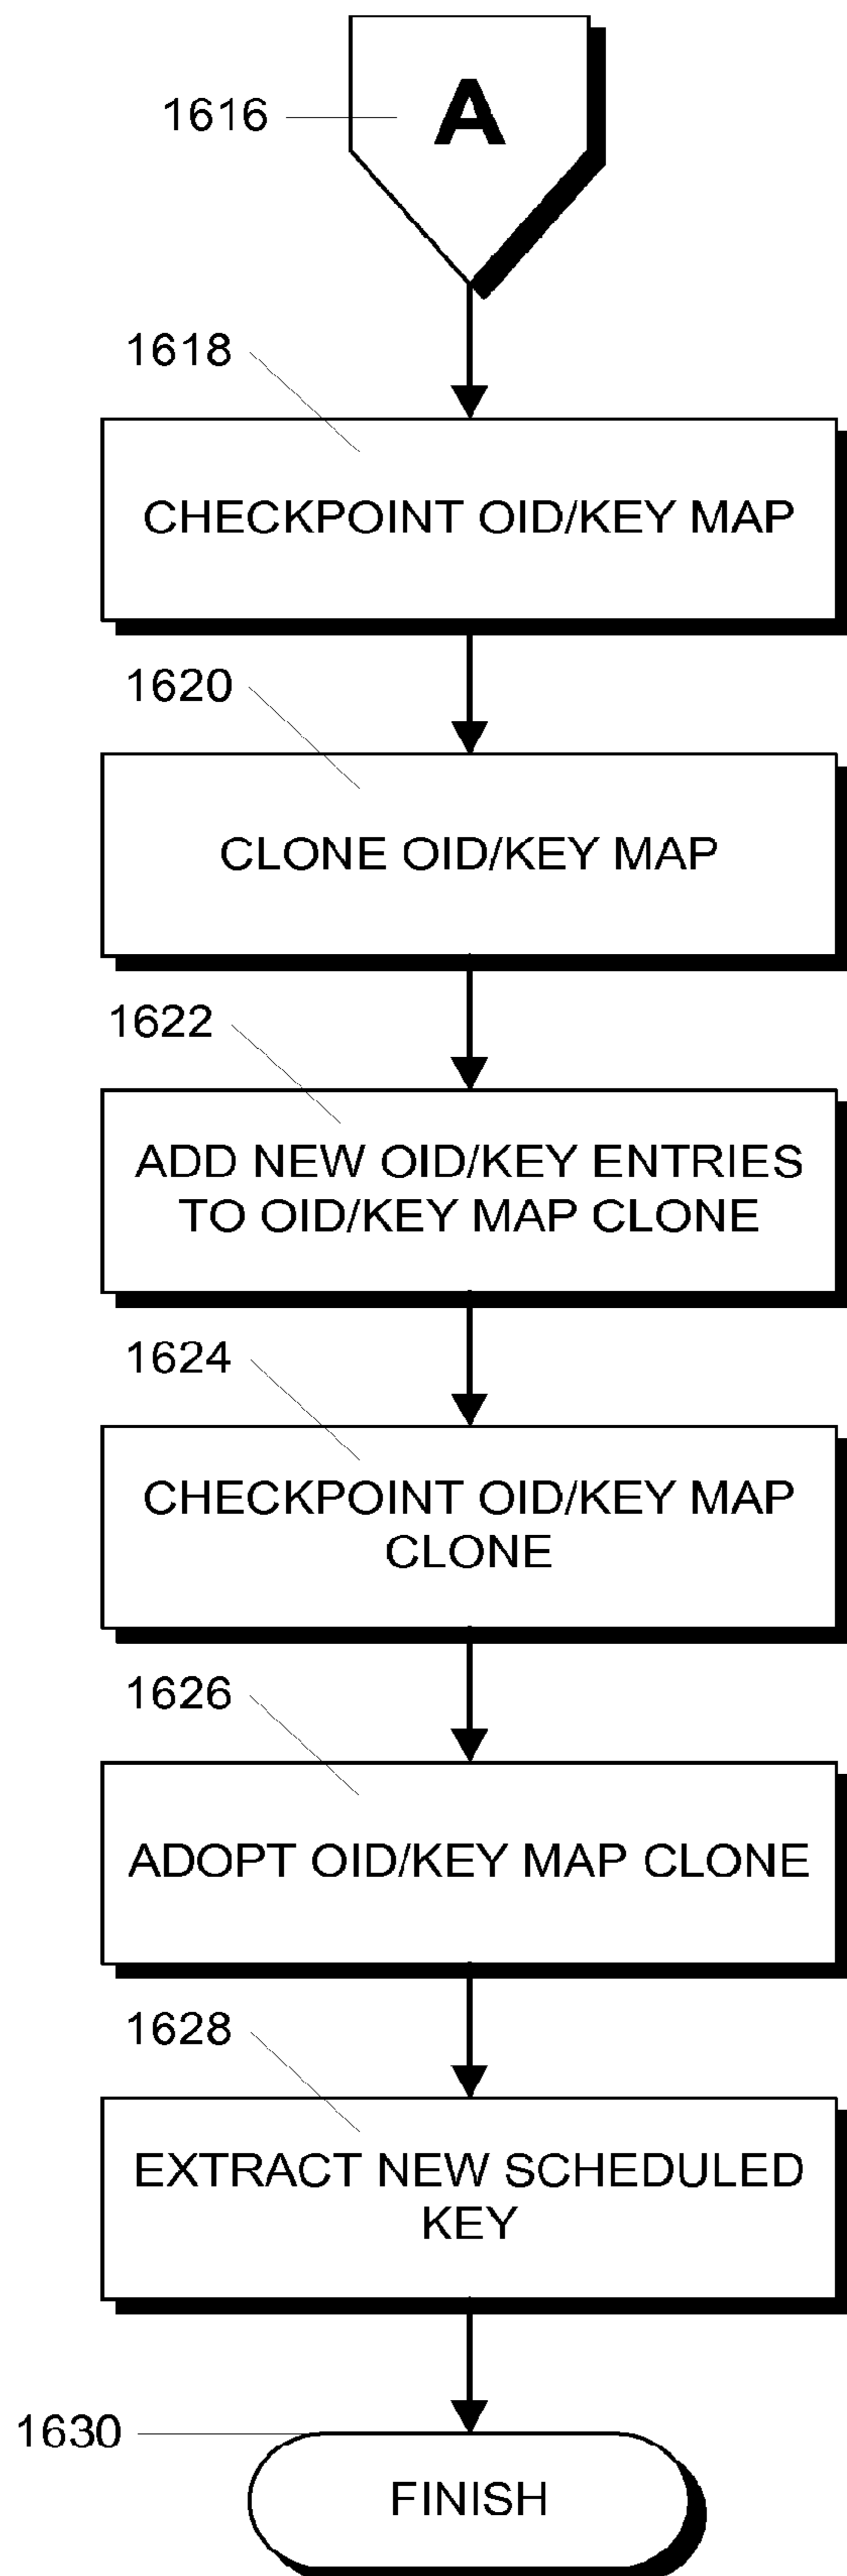 1616
A
1618
CHECKPOINT OID/KEY MAP
1620
CLONE OID/KEY MAP
1622
ADD NEW OID/KEY ENTRIES
TO OID/KEY MAP CLONE
1624
CHECKPOINT OID/KEY MAP
CLONE
1626
ADOPT OID/KEY MAP CLONE
1628
EXTRACT NEW SCHEDULED
KEY
1630
FINISH